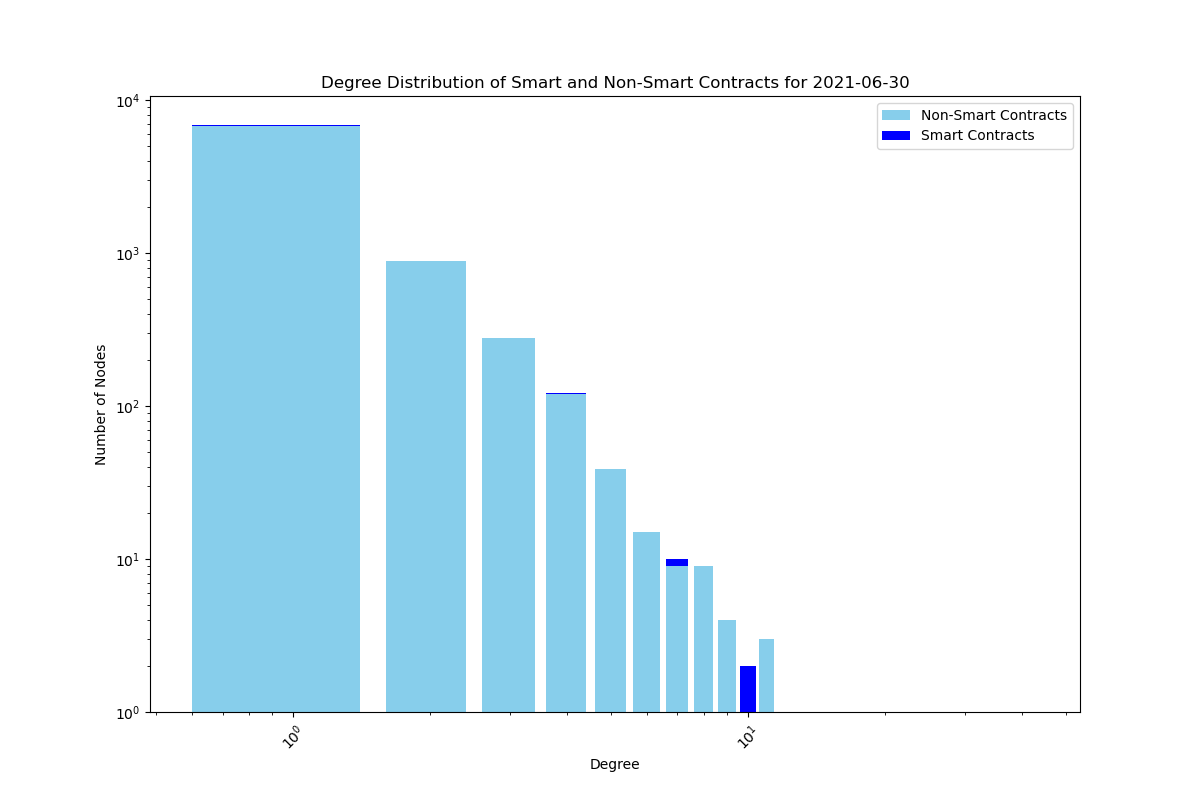 Degree Distribution of Smart and Non-Smart Contracts for 2021-06-30
Non-Smart Contracts
Smart Contracts
Number of Nodes
10⁴
10³
10²
10¹
10⁰
10⁰
10¹
Degree